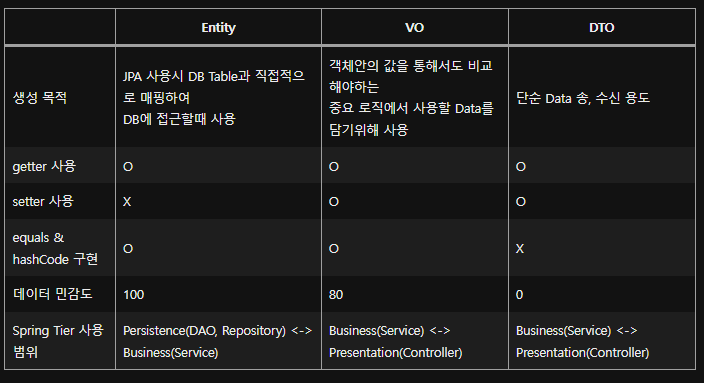 Entity VO DTO
생성 목적
JPA 사용시 DB Table과 직접적으
로 매핑하여
DB에 접근할때 사용
객체안의 값을 통해서도 비교
해야하는
중요 로직에서 사용할 Data를
담기위해 사용
단순 Data 송, 수신 용도
getter 사용 O O O
setter 사용 X O O
equals &
hashCode 구현
O O X
데이터 민감도 100 80 0
Spring Tier 사용
범위
Persistence(DAO, Repository) <->
Business(Service)
Business(Service) <->
Presentation(Controller)
Business(Service) <->
Presentation(Controller)